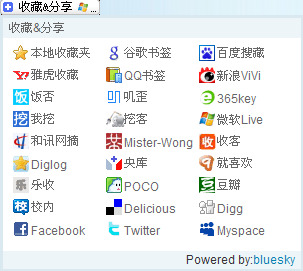 收藏&分享 ...
收藏&分享
本地收藏夹 谷歌书签 百度搜藏
雅虎收藏 QQ书签 新浪ViVi
饭否 叽歪 365key
我挖 挖客 微软Live
和讯网摘 Mister-Wong 收客
Diglog 央库 就喜欢
乐收 POCO 豆瓣
校内 Delicious Digg
Facebook Twitter Myspace
Powered by:bluesky